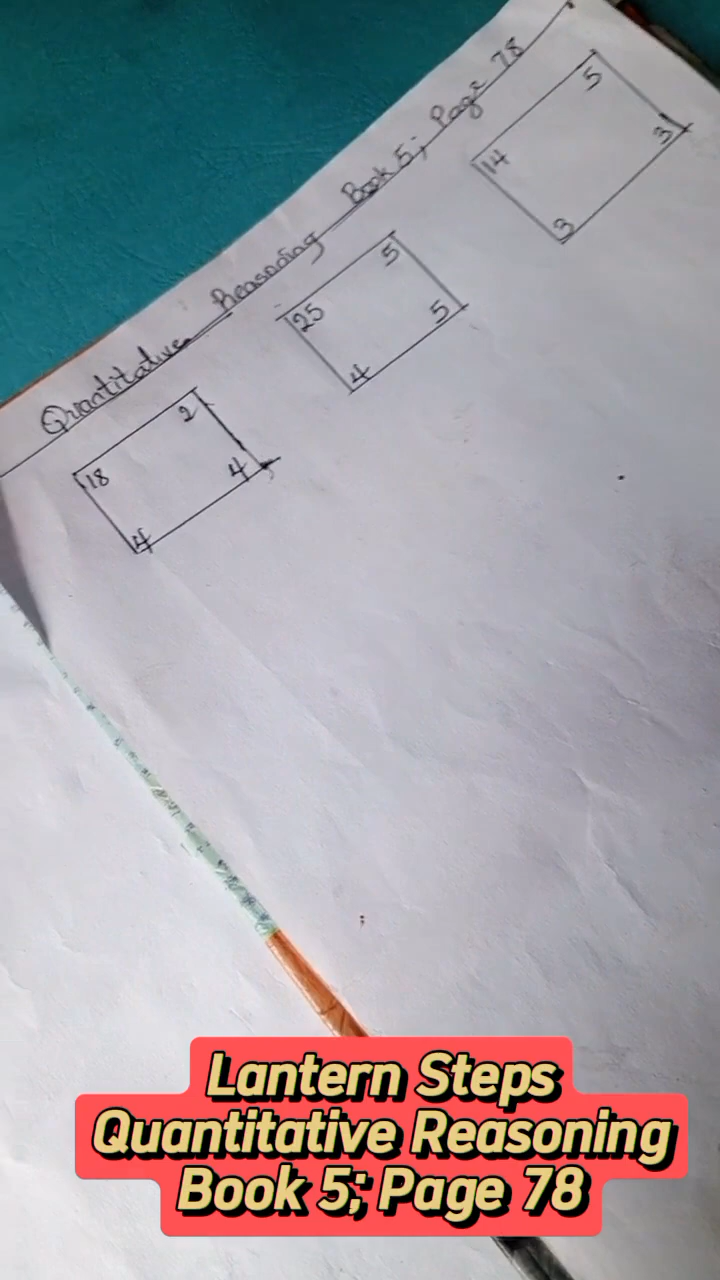 Quantitative Reasoning Book 5; Page 78
18 2
4 4
25 5
4 5
14 5
3 3
Lantern Steps
Quantitative Reasoning
Book 5; Page 78